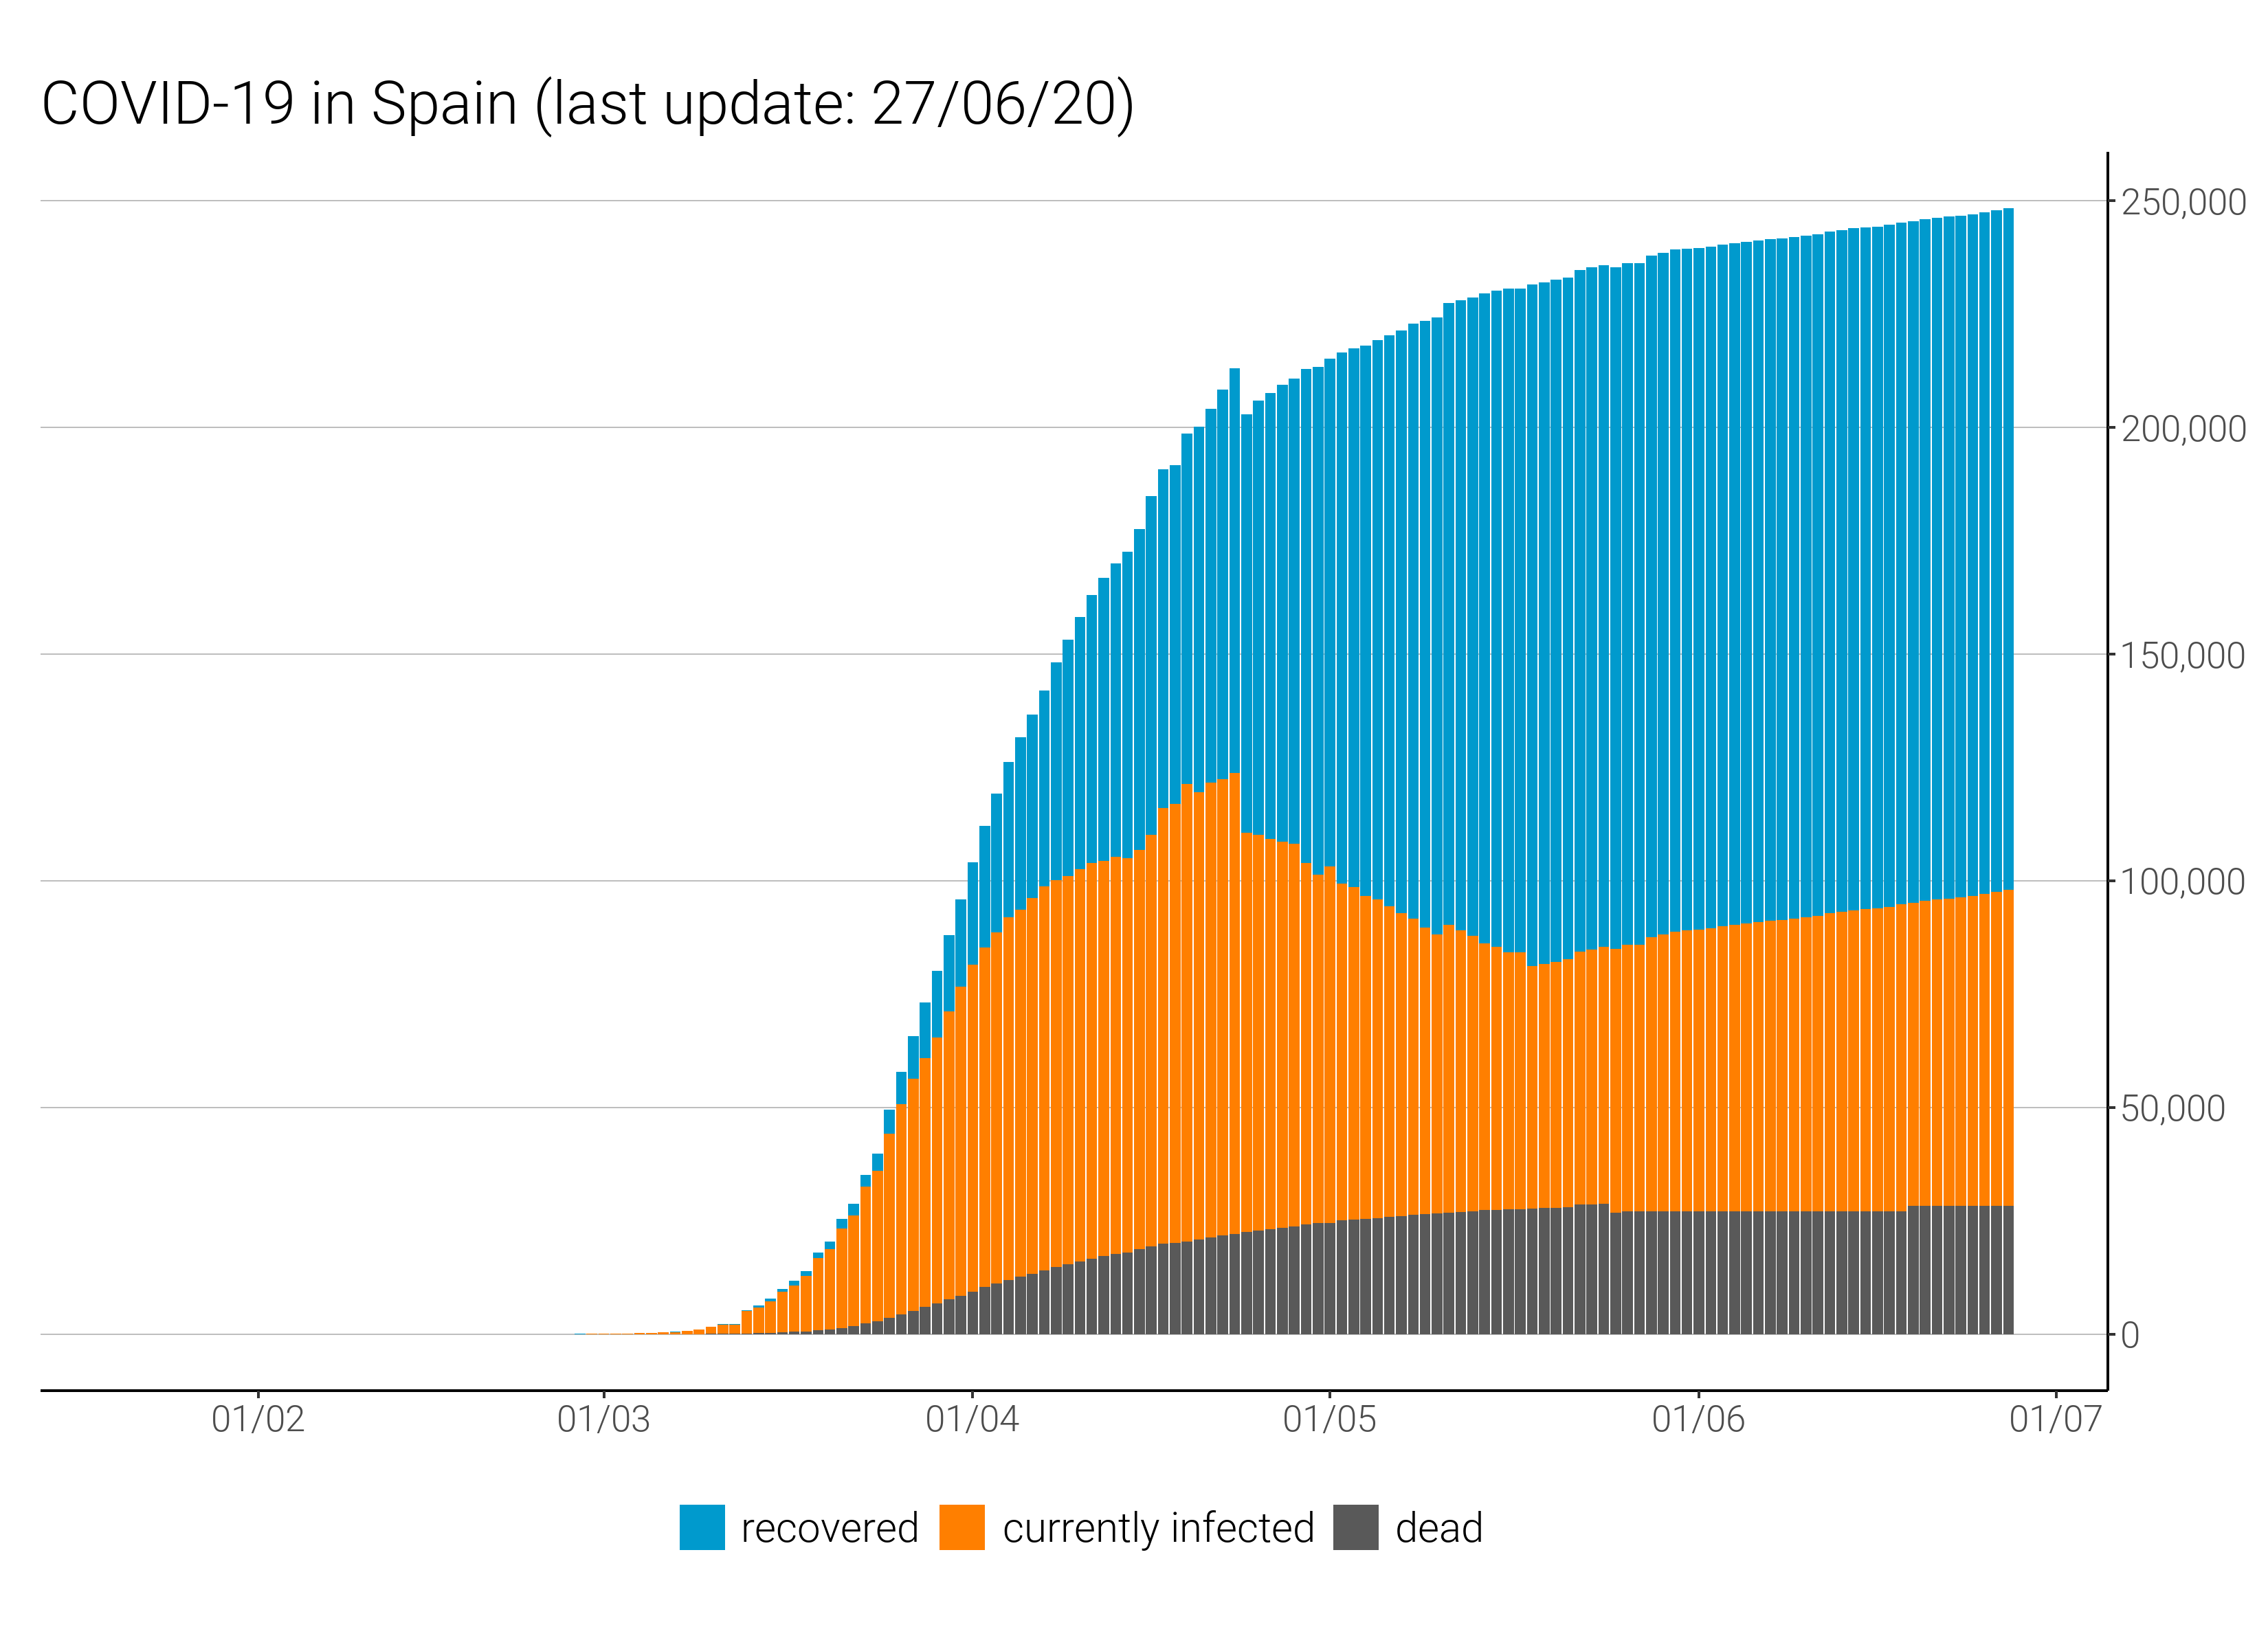 COVID-19 in Spain (last update: 27/06/20)
250,000
200,000
150,000
100,000
50,000
0
01/02 01/03 01/04 01/05 01/06 01/07
recovered currently infected dead